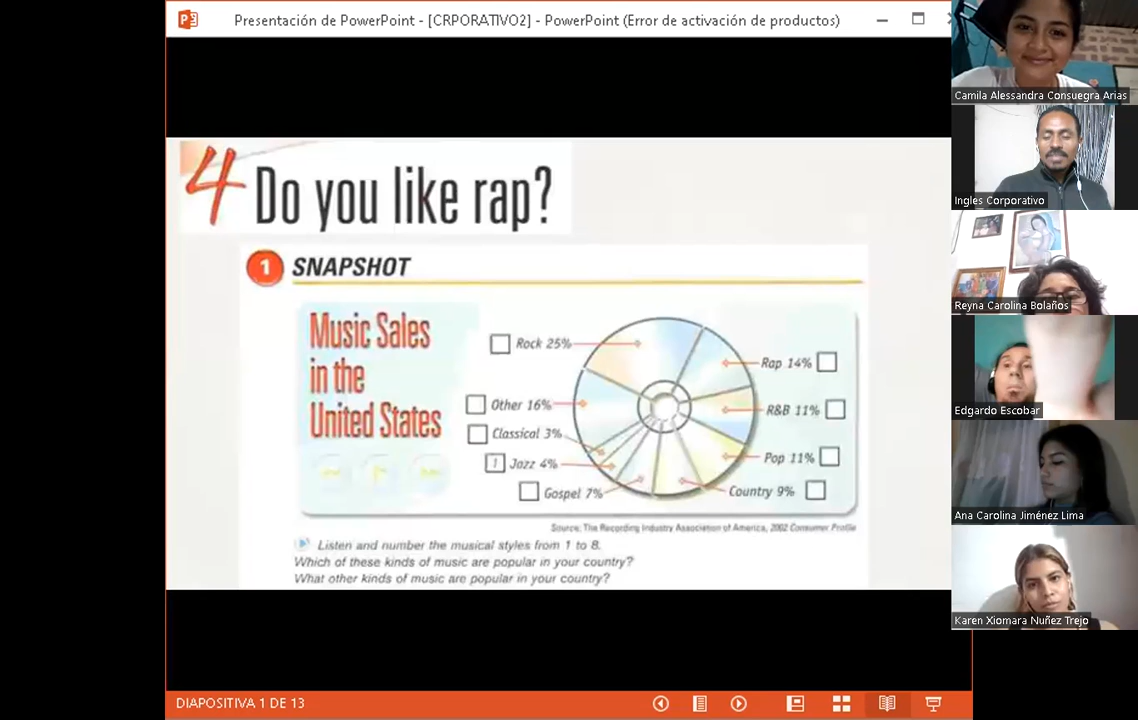 Presentación de PowerPoint - [CRPORATIVO2] - PowerPoint (Error de activación de productos)
4 Do you like rap?
1 SNAPSHOT
Music Sales
in the
United States
Rock 25%
Other 16%
Classical 3%
1 Jazz 4%
Gospel 7%
Rap 14%
R&B 11%
Pop 11%
Country 9%
Source: The Recording Industry Association of America, 2002 Consumer Profile
Listen and number the musical styles from 1 to 8.
Which of these kinds of music are popular in your country?
What other kinds of music are popular in your country?
DIAPOSITIVA 1 DE 13
Camila Alessandra Consuegra Arias
Ingles Corporativo
Reyna Carolina Bolaños
Edgardo Escobar
Ana Carolina Jiménez Lima
Karen Xiomara Nuñez Trejo